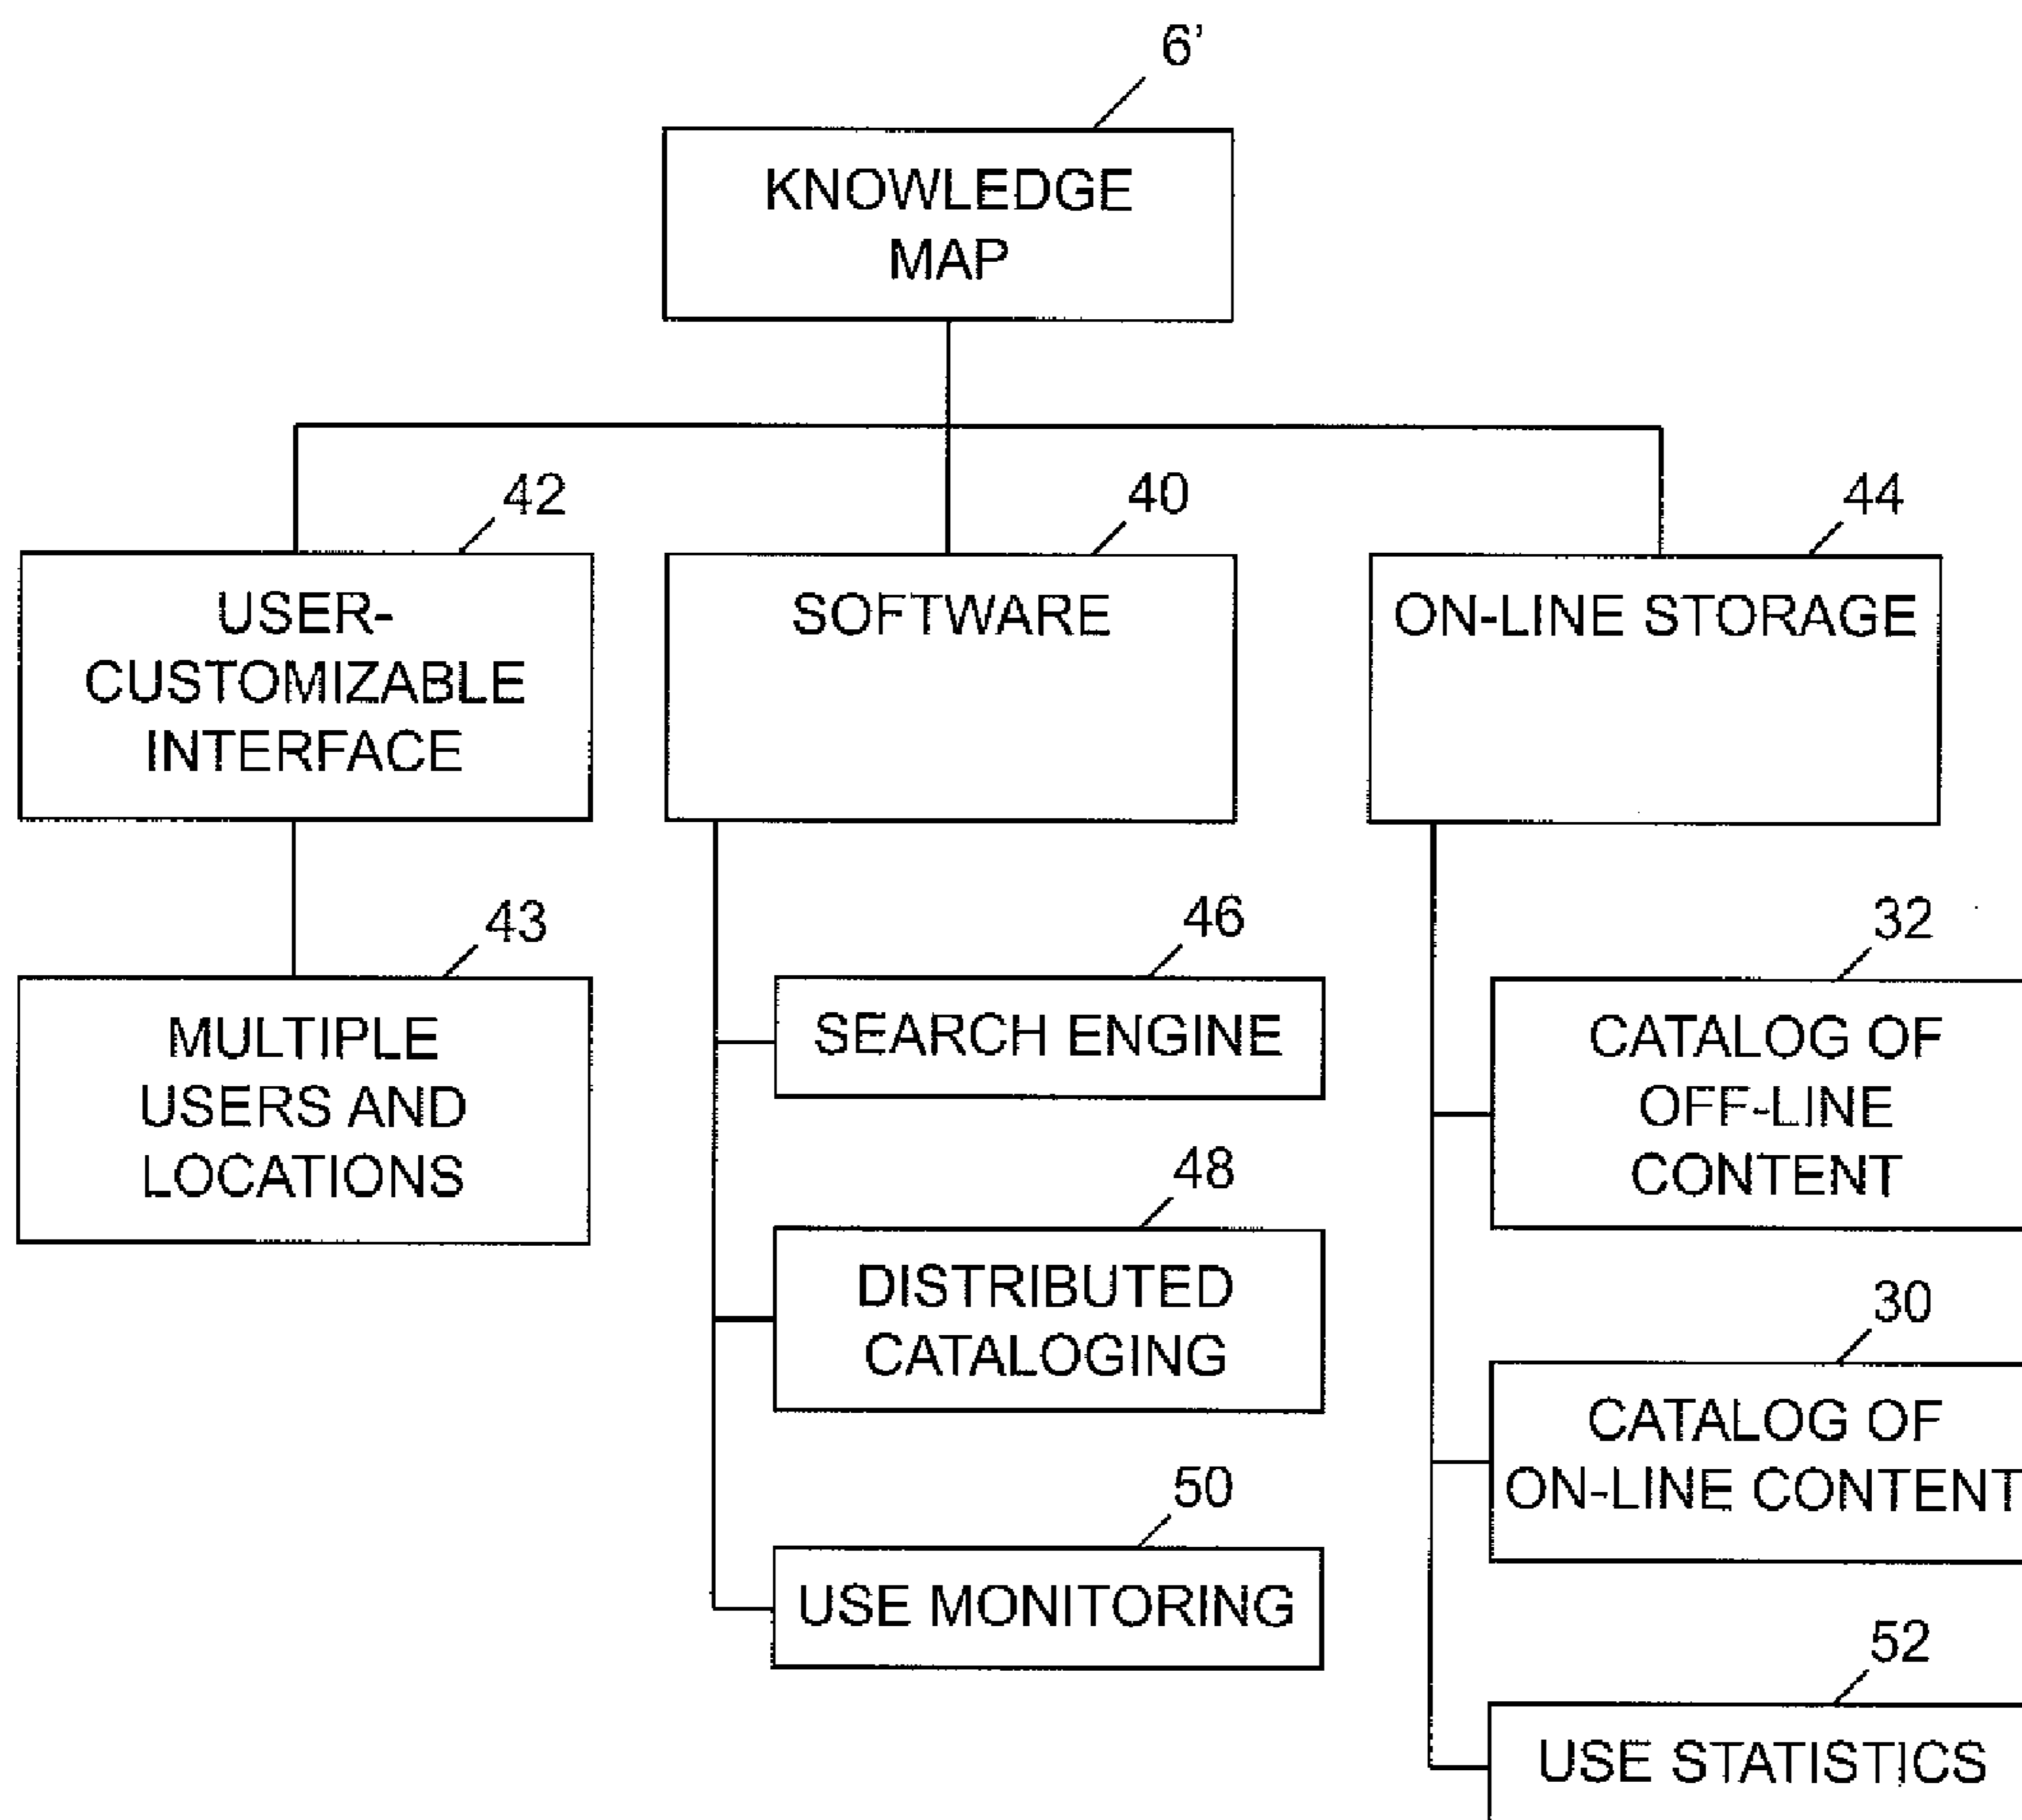 6'
KNOWLEDGE
MAP
42
USER-
CUSTOMIZABLE
INTERFACE
40
SOFTWARE
44
ON-LINE STORAGE
43
MULTIPLE
USERS AND
LOCATIONS
46
SEARCH ENGINE
48
DISTRIBUTED
CATALOGING
50
USE MONITORING
32
CATALOG OF
OFF-LINE
CONTENT
30
CATALOG OF
ON-LINE CONTENT
52
USE STATISTICS